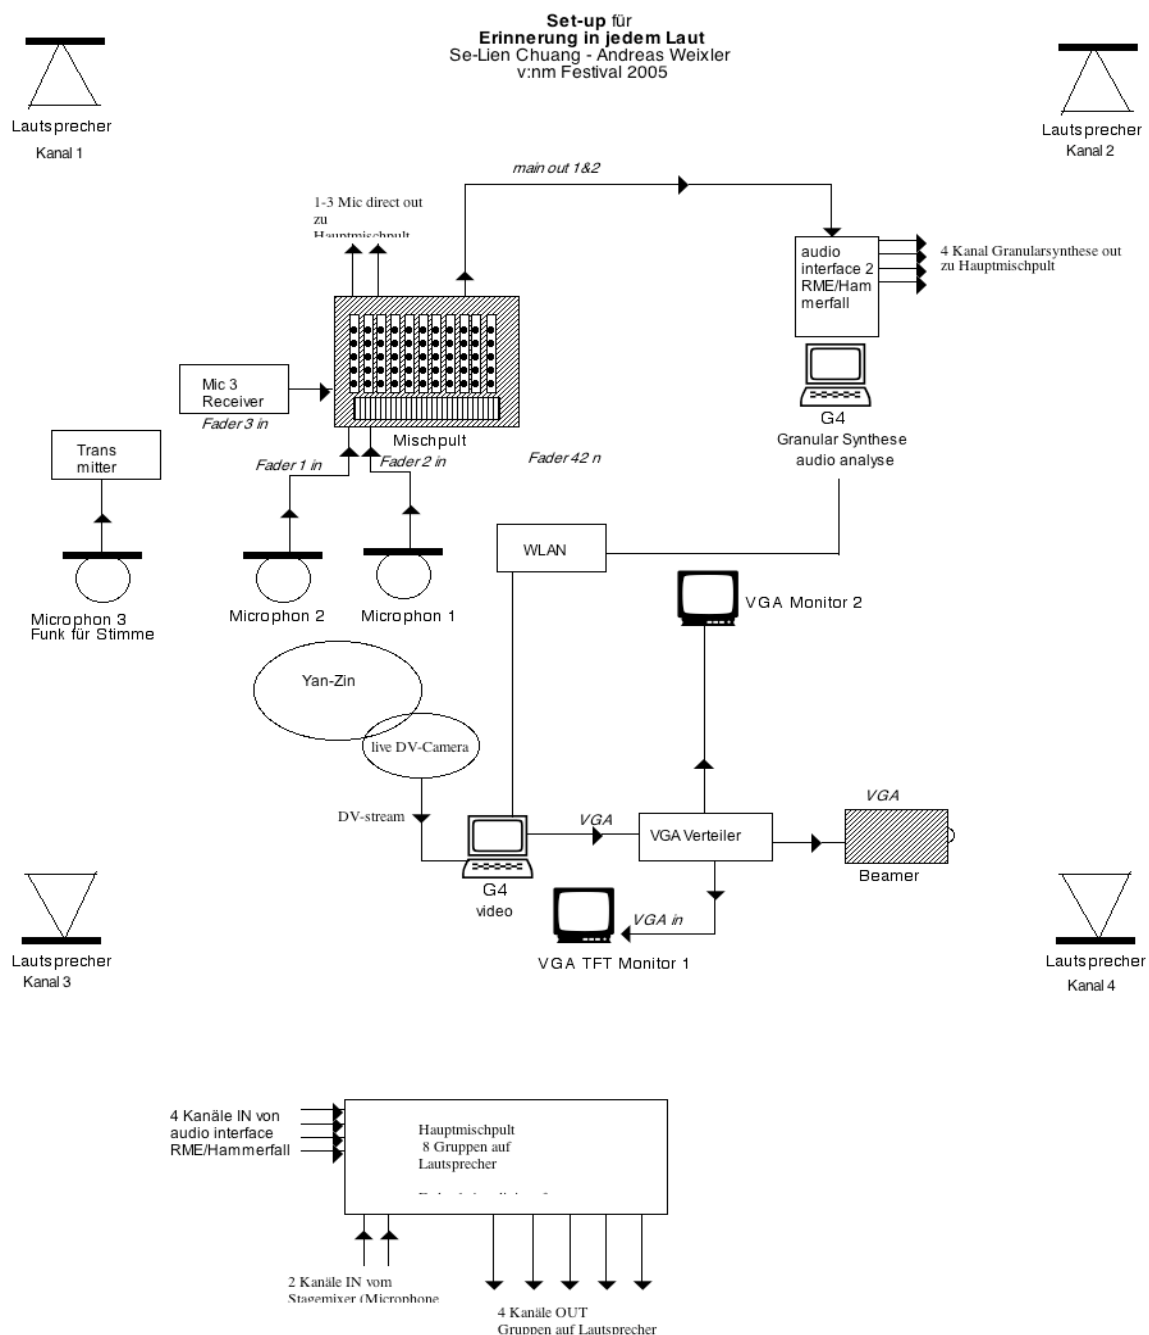 Set-up für
Erinnerung in jedem Laut
Se-Lien Chuang - Andreas Weixler
v:nm Festival 2005
Lautsprecher
Kanal 1
Lautsprecher
Kanal 2
main out 1&2
1-3 Mic direct out
zu
Hauptmischpult
audio
interface 2
RME/Ham
merfall
4 Kanal Granularsynthese out
zu Hauptmischpult
Mic 3
Receiver
Fader 3 in
Mischpult
G4
Granular Synthese
audio analyse
Trans
mitter
Fader 1 in
Fader 2 in
Fader 42 n
WLAN
Microphon 3
Funk für Stimme
Microphon 2
Microphon 1
VGA Monitor 2
Yan-Zin
live DV-Camera
DV-stream
VGA
VGA Verteiler
VGA
Beamer
G4
video
VGA in
VGA TFT Monitor 1
Lautsprecher
Kanal 3
Lautsprecher
Kanal 4
4 Kanäle IN von
audio interface
RME/Hammerfall
Hauptmischpult
8 Gruppen auf
Lautsprecher
2 Kanäle IN vom
Stagemixer (Microphone
4 Kanäle OUT
Gruppen auf Lautsprecher